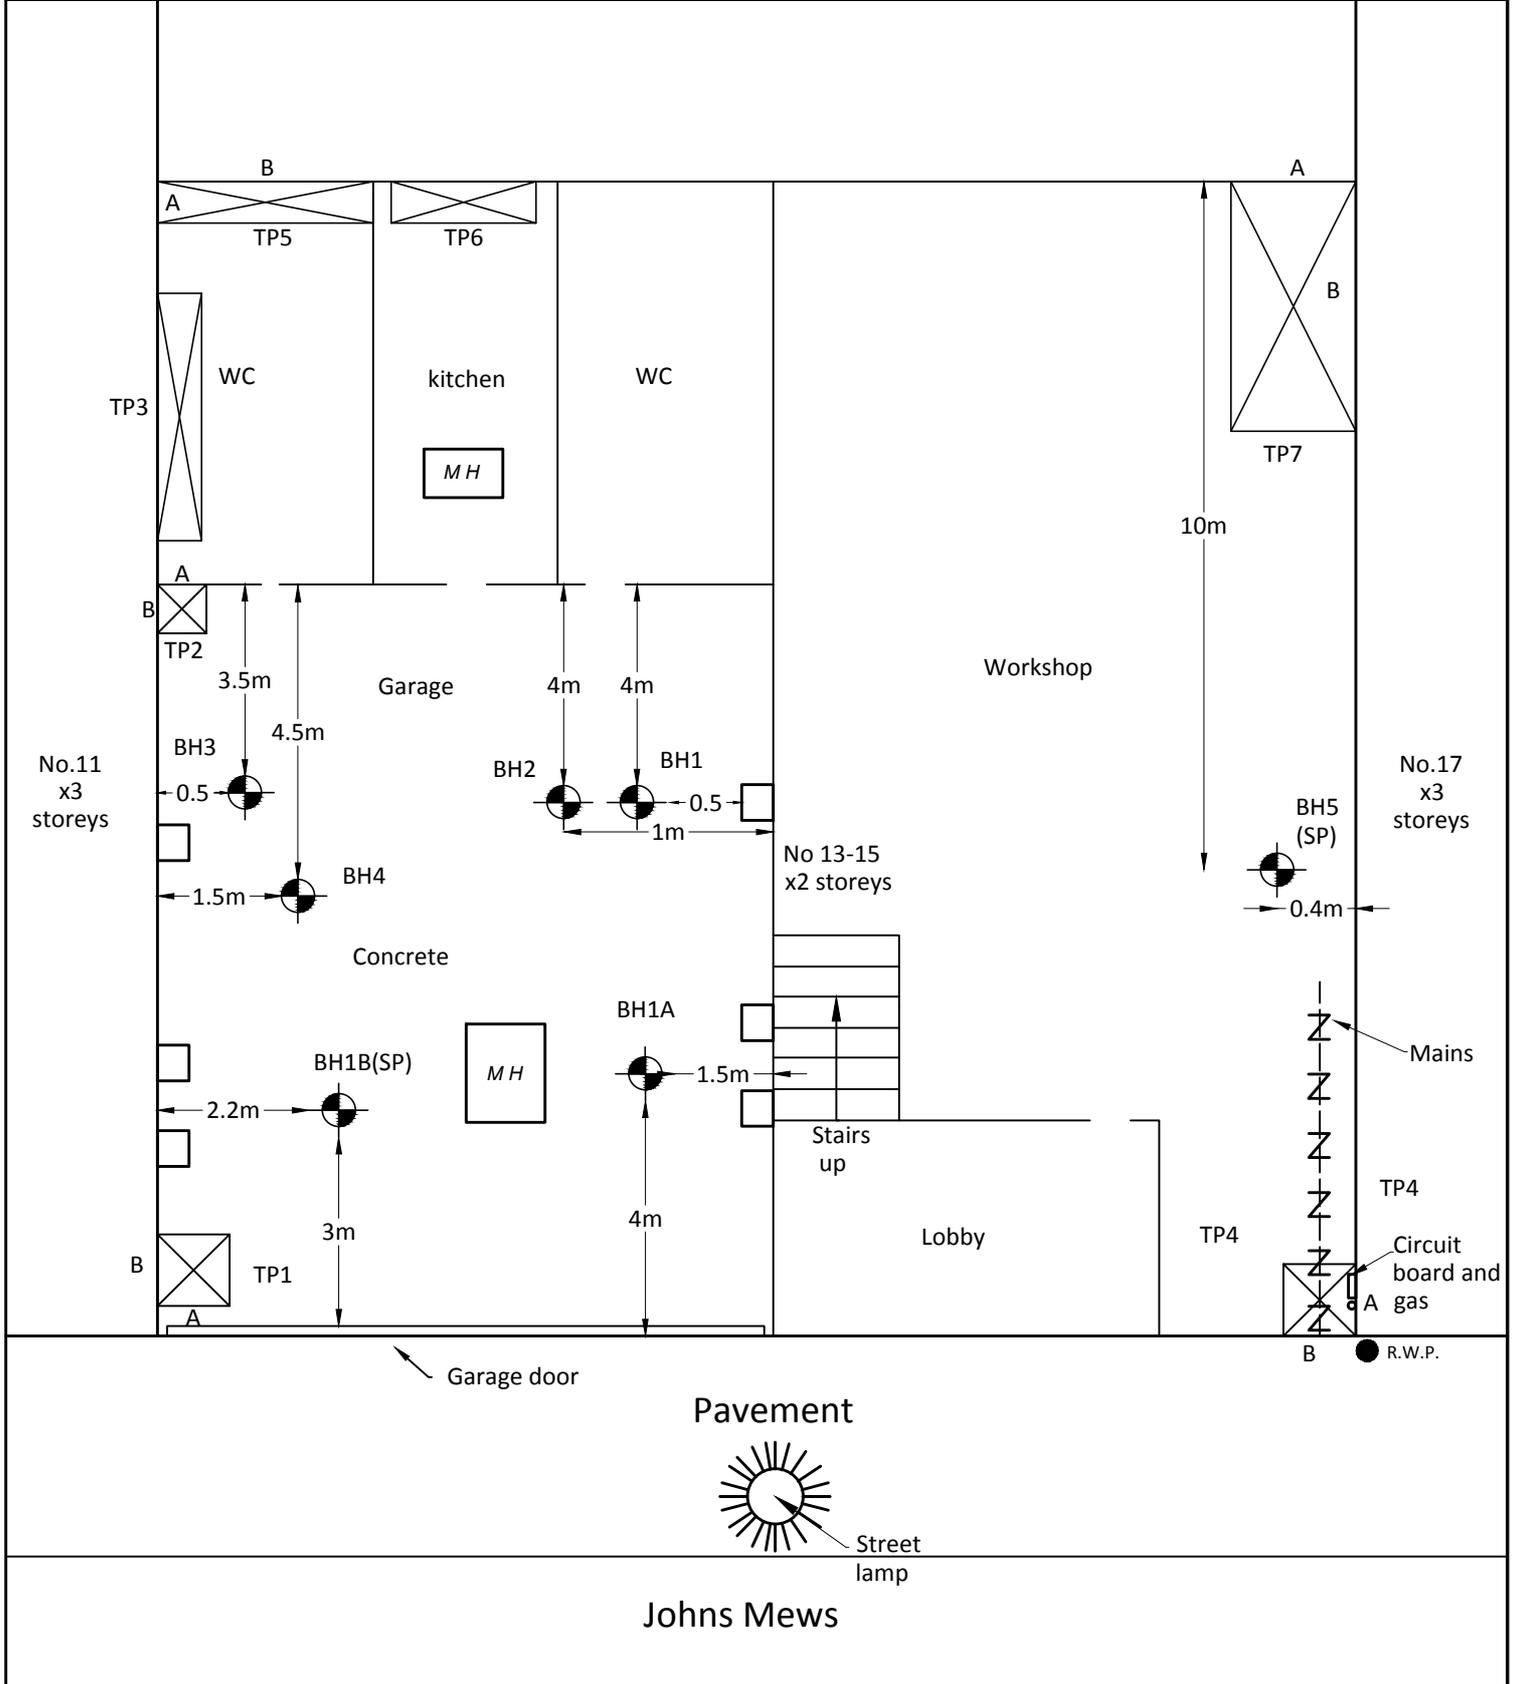 B
A
A
TP5
TP6
B
WC
kitchen
WC
TP3
M H
TP7
10m
A
B
TP2
3.5m
Garage
4m
4m
Workshop
4.5m
BH3
BH2
BH1
No.11
x3
storeys
0.5
0.5
1m
No.17
x3
storeys
BH5
(SP)
No 13-15
x2 storeys
BH4
1.5m
0.4m
Concrete
BH1A
BH1B(SP)
M H
1.5m
Mains
2.2m
Stairs
up
TP4
3m
4m
Lobby
TP4
B
TP1
A
Circuit
board and
gas
A
B
R.W.P.
Garage door
Pavement
Street
lamp
Johns Mews